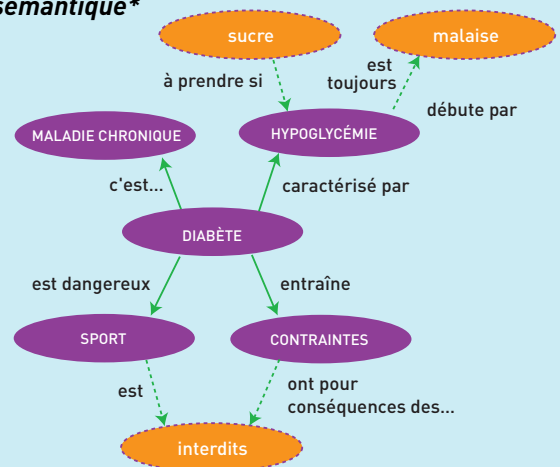 sémantique*
sucre
malaise
à prendre si
est
toujours
débute par
MALADIE CHRONIQUE
HYPOGLYCÉMIE
c'est...
caractérisé par
DIABÈTE
est dangereux
entraîne
SPORT
CONTRAINTES
est
ont pour
conséquences des...
interdits